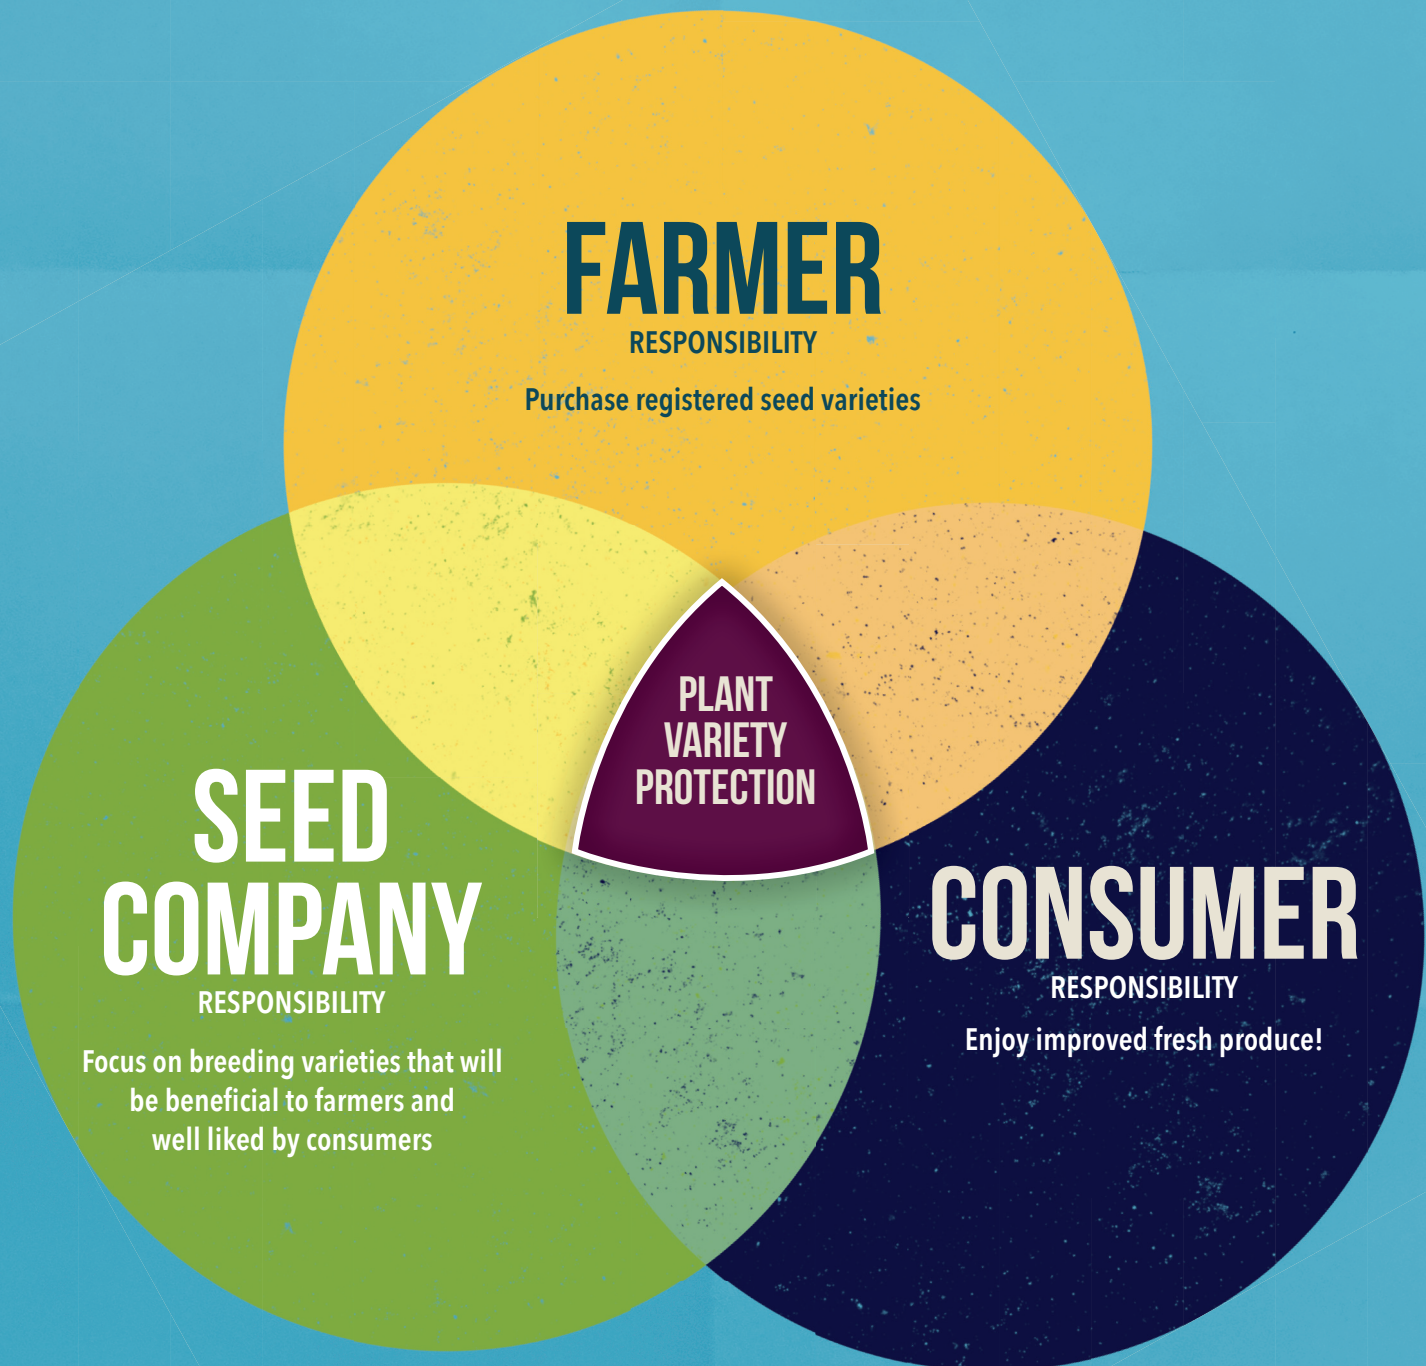 FARMER
RESPONSIBILITY
Purchase registered seed varieties
PLANT
VARIETY
PROTECTION
SEED
COMPANY
RESPONSIBILITY
Focus on breeding varieties that will
be beneficial to farmers and
well liked by consumers
CONSUMER
RESPONSIBILITY
Enjoy improved fresh produce!